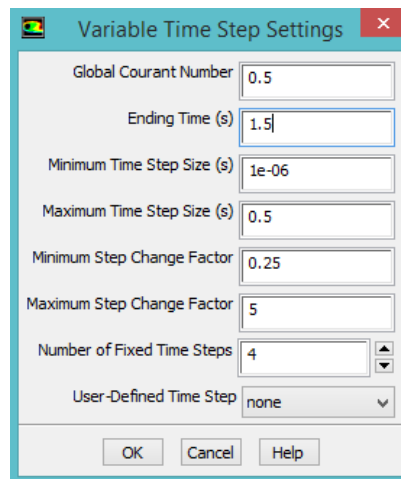 Variable Time Step Settings
Global Courant Number 0.5
Ending Time (s) 1.5
Minimum Time Step Size (s) 1e-06
Maximum Time Step Size (s) 0.5
Minimum Step Change Factor 0.25
Maximum Step Change Factor 5
Number of Fixed Time Steps 4
User-Defined Time Step none
OK Cancel Help